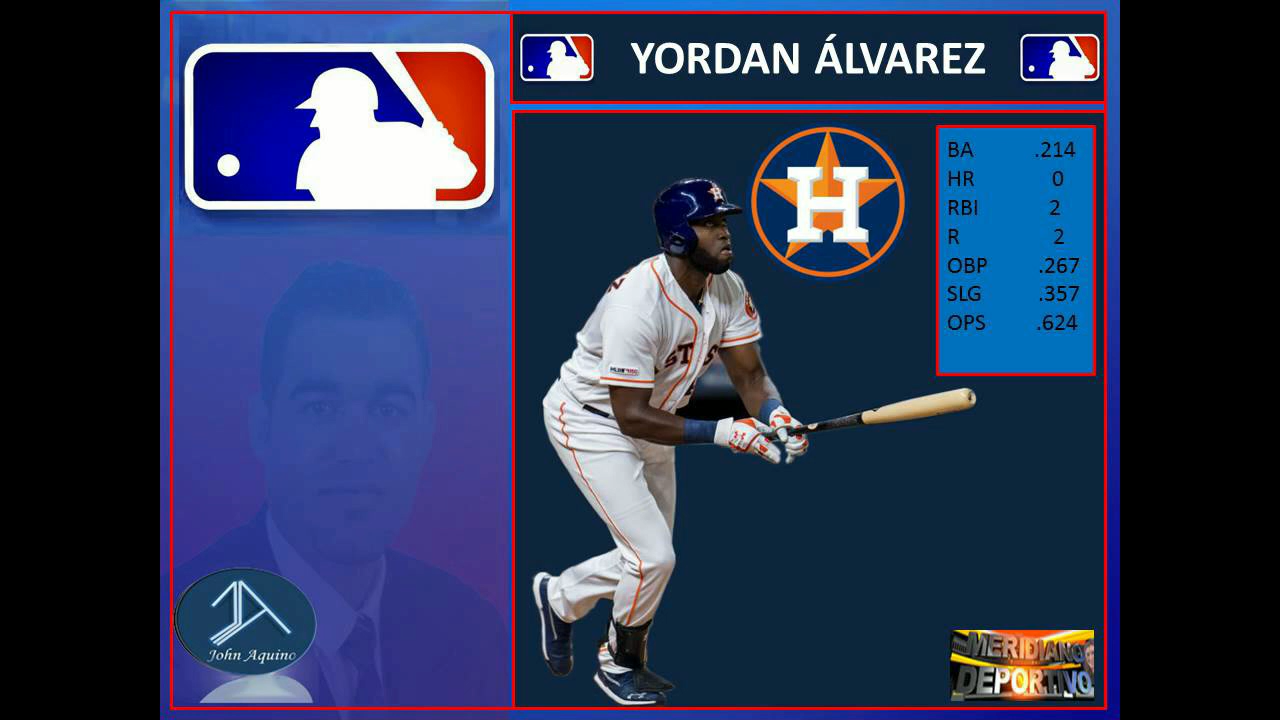 YORDAN ÁLVAREZ
BA .214
HR 0
RBI 2
R 2
OBP .267
SLG .357
OPS .624
H
John Aquino
MERIDIANO
DEPORTIVO